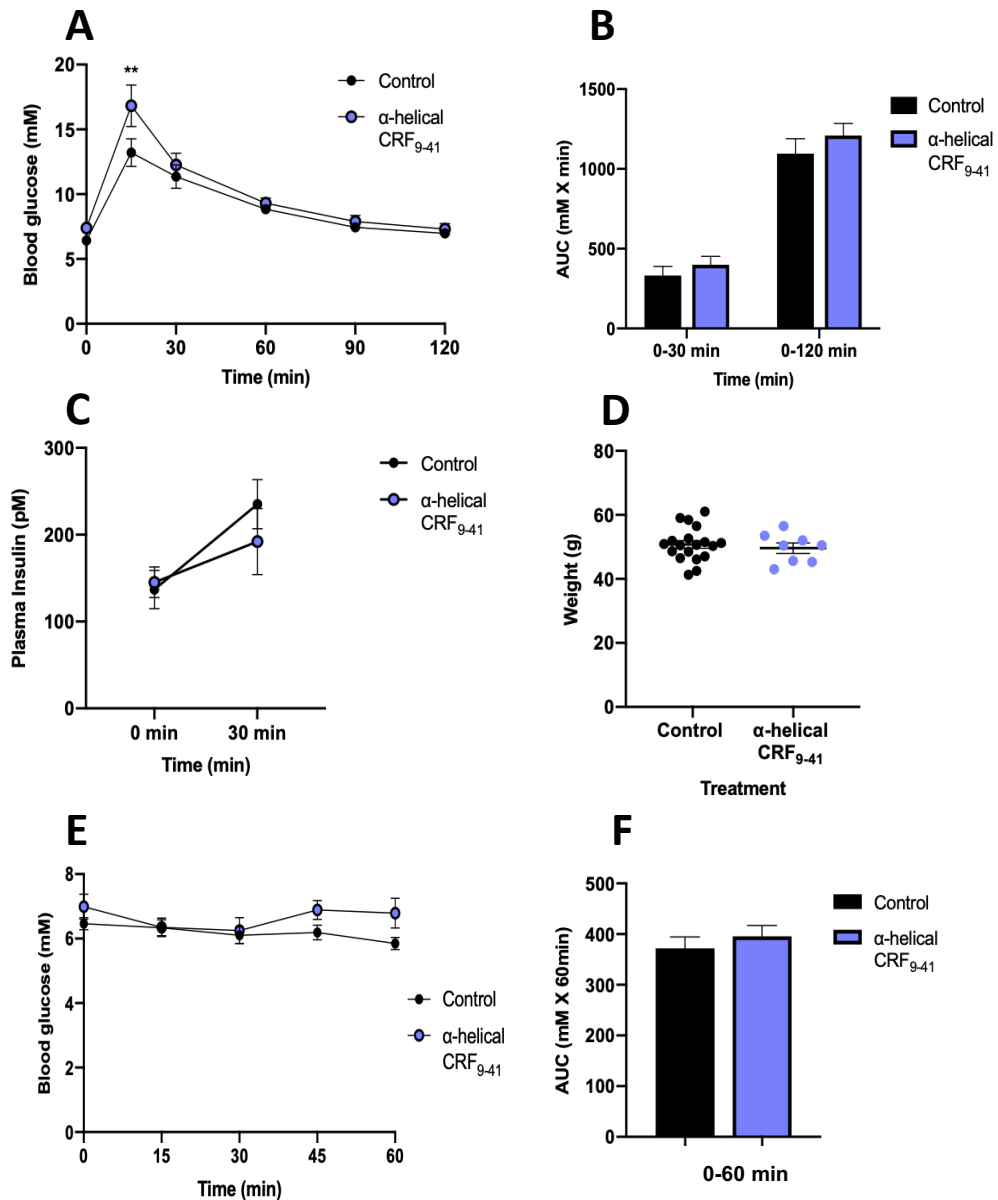 A
20
15
10
5
0
Blood glucose (mM)
**
Control
α-helical
CRF9-41
0 30 60 90 120
Time (min)
B
1500
1000
500
0
AUC (mM X min)
Control
α-helical
CRF9-41
0-30 min 0-120 min
Time (min)
C
300
200
100
0
Plasma Insulin (pM)
Control
α-helical
CRF9-41
0 min 30 min
Time (min)
D
80
60
40
20
0
Weight (g)
Control α-helical
CRF9-41
Treatment
E
8
6
4
2
0
Blood glucose (mM)
Control
α-helical
CRF9-41
0 15 30 45 60
Time (min)
F
500
400
300
200
100
0
AUC (mM X 60min)
Control
α-helical
CRF9-41
0-60 min